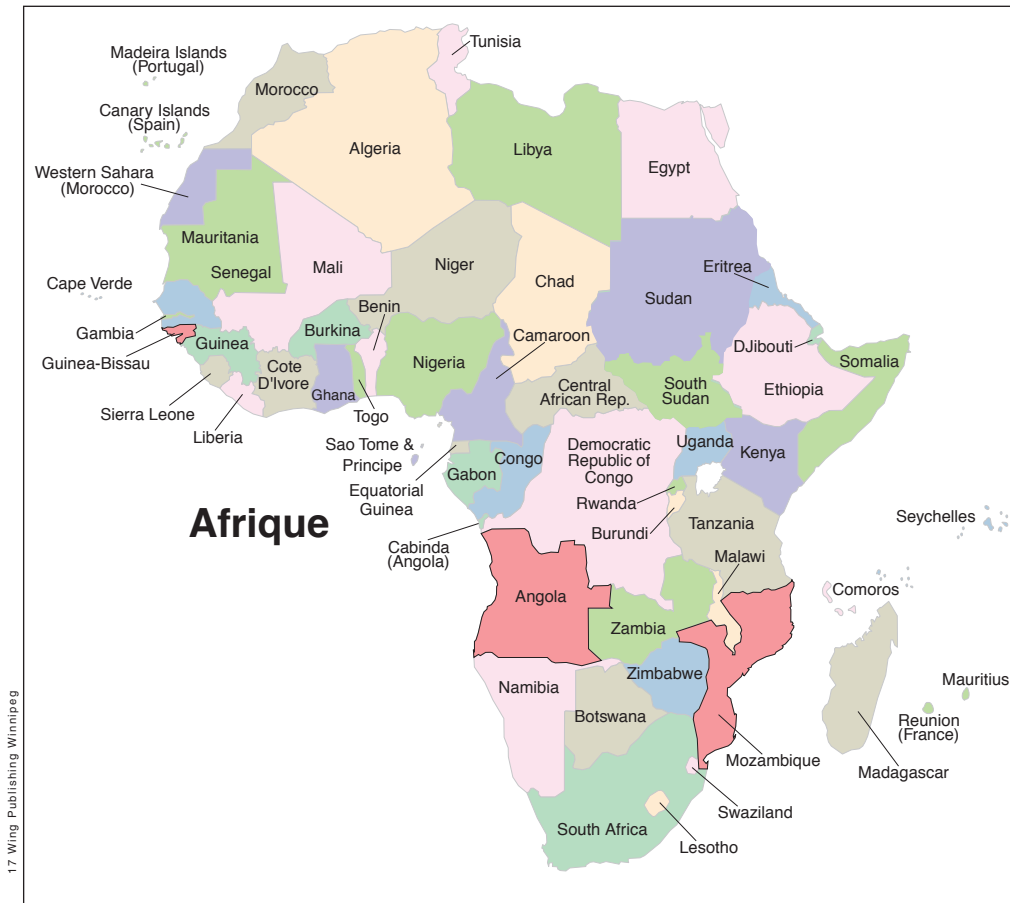 Tunisia
Madeira Islands
(Portugal)
Morocco
Canary Islands
(Spain)
Algeria
Libya
Egypt
Western Sahara
(Morocco)
Mauritania
Senegal
Mali
Niger
Chad
Sudan
Eritrea
Cape Verde
Benin
Gambia
Burkina
Camaroon
Guinea
Nigeria
DJibouti
Somalia
Guinea-Bissau
Cote
D'Ivore
Ghana
Central
African Rep.
South
Sudan
Ethiopia
Sierra Leone
Togo
Liberia
Sao Tome &
Principe
Democratic
Republic of
Congo
Uganda
Kenya
Congo
Gabon
Equatorial
Guinea
Rwanda
Afrique
Burundi
Tanzania
Seychelles
Cabinda
(Angola)
Malawi
Angola
Comoros
Zambia
Zimbabwe
Namibia
Mauritius
Botswana
Reunion
(France)
Mozambique
Madagascar
Swaziland
South Africa
Lesotho
17 Wing Publishing Winnipeg